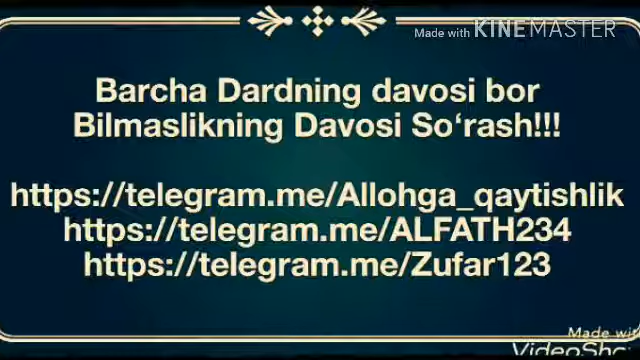 Made with KINEMASTER
Barcha Dardning davosi bor
Bilmaslikning Davosi So‘rash!!!
https://telegram.me/Allohga_qaytishlik
https://telegram.me/ALFATH234
https://telegram.me/Zufar123
Made with
VideoSho